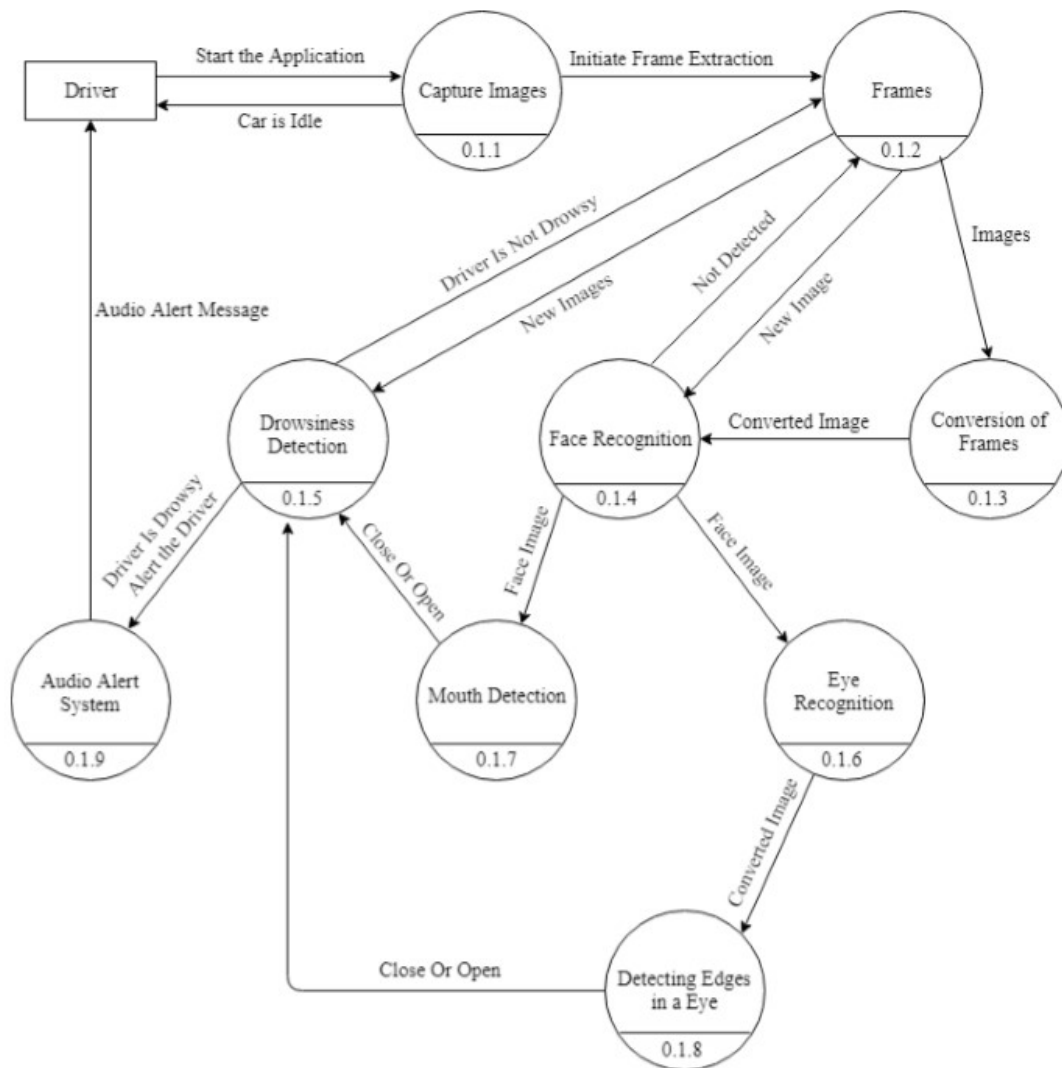 Start the Application
Initiate Frame Extraction
Driver
Capture Images
Frames
Car is Idle
0.1.1
0.1.2
Driver Is Not Drowsy
Not Detected
Images
New Images
New Image
Audio Alert Message
Drowsiness
Detection
0.1.5
Face Recognition
0.1.4
Converted Image
Conversion of
Frames
0.1.3
Driver Is Drowsy
Alert the Driver
Close Or Open
Face Image
Face Image
Audio Alert
System
0.1.9
Mouth Detection
0.1.7
Eye
Recognition
0.1.6
Converted Image
Close Or Open
Detecting Edges
in a Eye
0.1.8